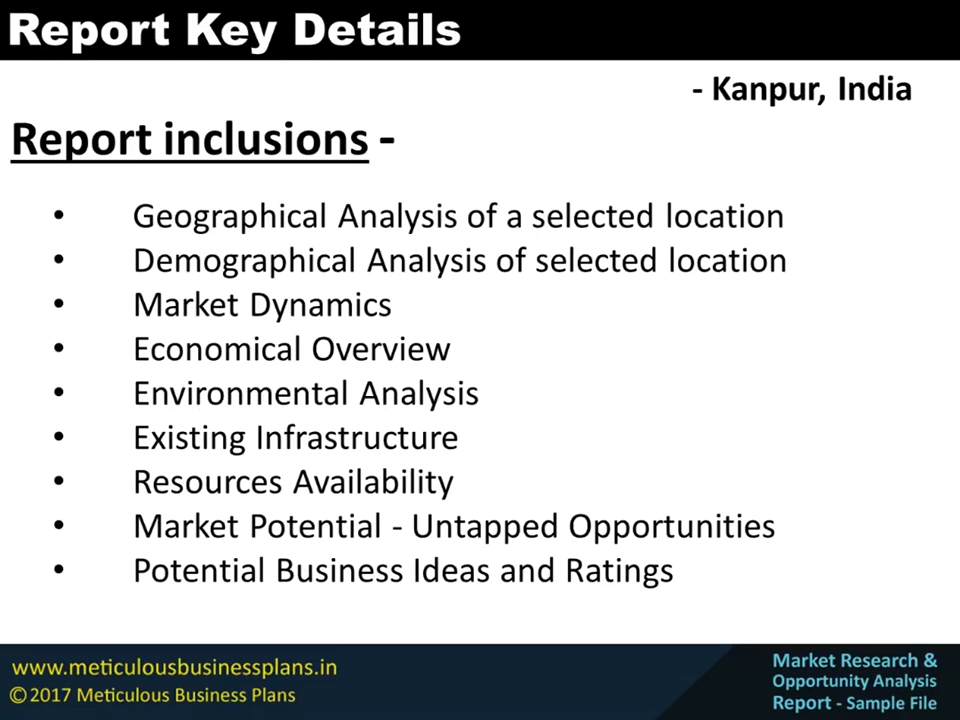 Report Key Details
- Kanpur, India
Report inclusions -
• Geographical Analysis of a selected location
• Demographical Analysis of selected location
• Market Dynamics
• Economical Overview
• Environmental Analysis
• Existing Infrastructure
• Resources Availability
• Market Potential - Untapped Opportunities
• Potential Business Ideas and Ratings
www.meticulousbusinessplans.in
© 2017 Meticulous Business Plans
Market Research &
Opportunity Analysis
Report - Sample File